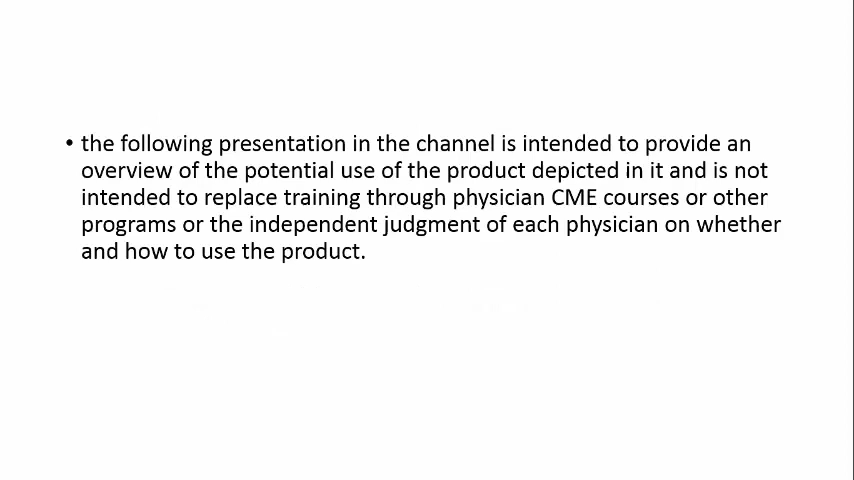 • the following presentation in the channel is intended to provide an
overview of the potential use of the product depicted in it and is not
intended to replace training through physician CME courses or other
programs or the independent judgment of each physician on whether
and how to use the product.